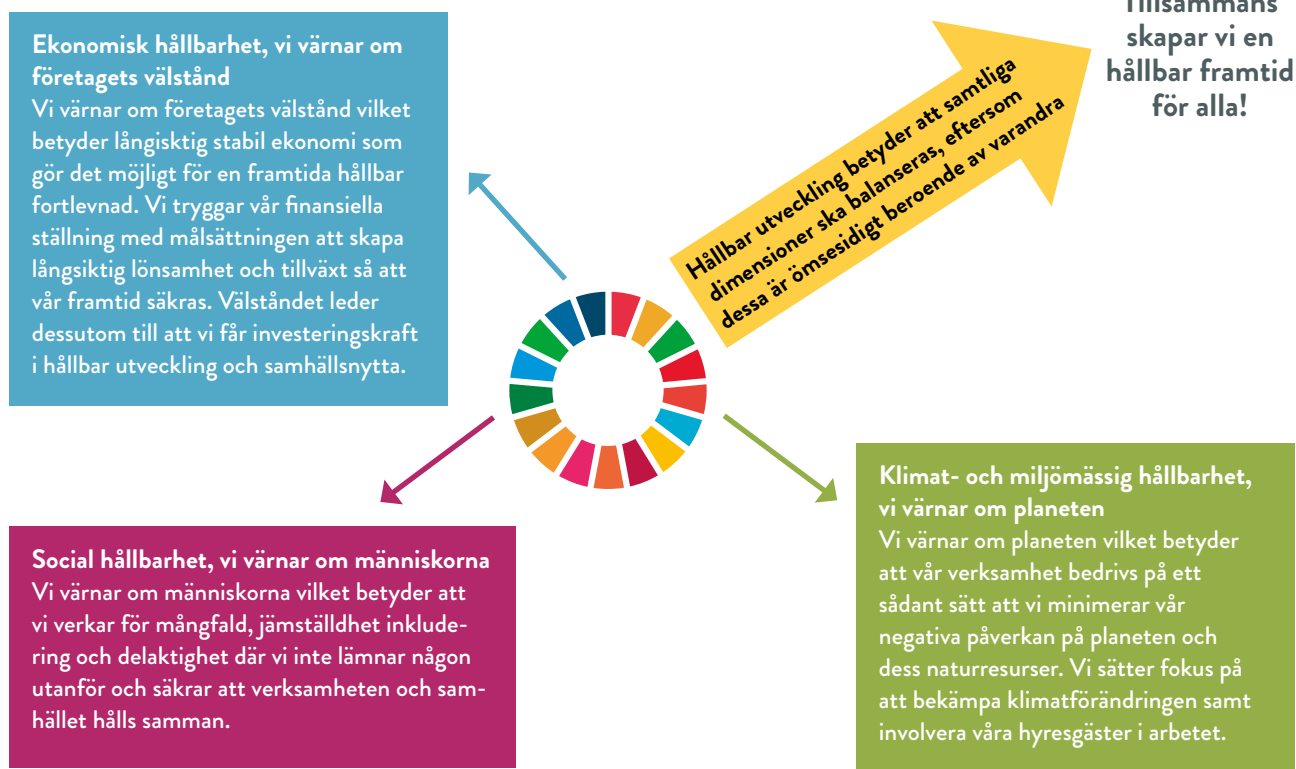 Ekonomisk hållbarhet, vi värnar om
företagets välstånd
Vi värnar om företagets välstånd vilket
betyder långisktig stabil ekonomi som
gör det möjligt för en framtida hållbar
fortlevnad. Vi tryggar vår finansiella
ställning med målsättningen att skapa
långsiktig lönsamhet och tillväxt så att
vår framtid säkras. Välståndet leder
dessutom till att vi får investeringskraft
i hållbar utveckling och samhällsnytta.
Hållbar utveckling betyder att samtliga
dimensioner ska balanseras, eftersom
dessa är ömsesidigt beroende av varandra
Tillsammans
skapar vi en
hållbar framtid
för alla!
Social hållbarhet, vi värnar om människorna
Vi värnar om människorna vilket betyder att
vi verkar för mångfald, jämställdhet inklude-
ring och delaktighet där vi inte lämnar någon
utanför och säkrar att verksamheten och sam-
hället hålls samman.
Klimat- och miljömässig hållbarhet,
vi värnar om planeten
Vi värnar om planeten vilket betyder
att vår verksamhet bedrivs på ett
sådant sätt att vi minimerar vår
negativa påverkan på planeten och
dess naturresurser. Vi sätter fokus på
att bekämpa klimatförändringen samt
involvera våra hyresgäster i arbetet.